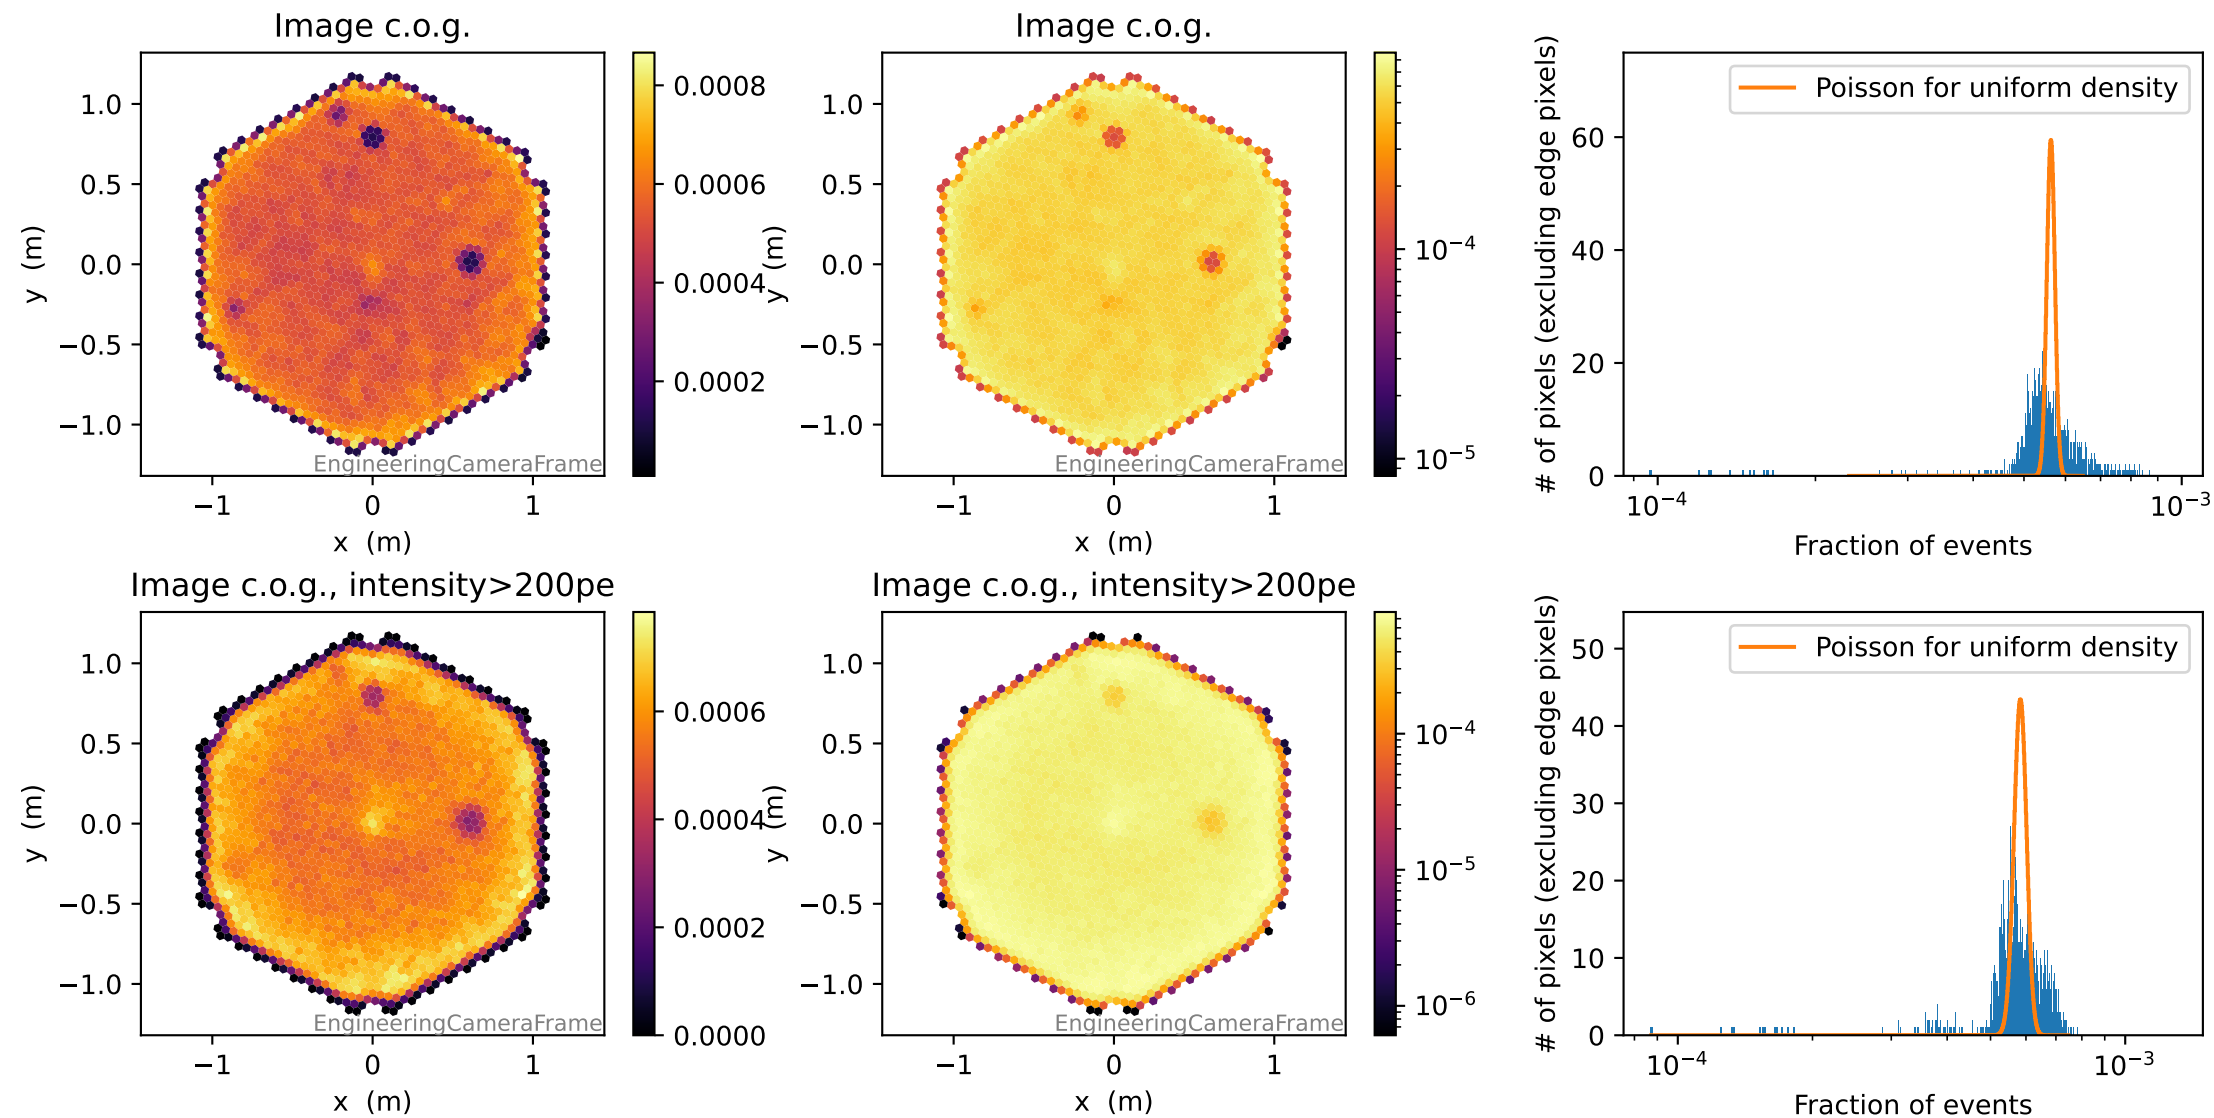 Image c.o.g.
1.0
0.5
0.0
−0.5
−1.0
y (m)
−1
0
1
x (m)
EngineeringCameraFrame
0.0008
0.0006
0.0004
0.0002
Image c.o.g.
1.0
0.5
0.0
−0.5
−1.0
y (m)
−1
0
1
x (m)
EngineeringCameraFrame
10⁻⁴
10⁻⁵
# of pixels (excluding edge pixels)
60
40
20
0
Poisson for uniform density
10⁻⁴
10⁻³
Fraction of events
Image c.o.g., intensity>200pe
1.0
0.5
0.0
−0.5
−1.0
y (m)
−1
0
1
x (m)
EngineeringCameraFrame
0.0006
0.0004
0.0002
0.0000
Image c.o.g., intensity>200pe
1.0
0.5
0.0
−0.5
−1.0
y (m)
−1
0
1
x (m)
EngineeringCameraFrame
10⁻⁴
10⁻⁵
10⁻⁶
# of pixels (excluding edge pixels)
50
40
30
20
10
0
Poisson for uniform density
10⁻⁴
10⁻³
Fraction of events